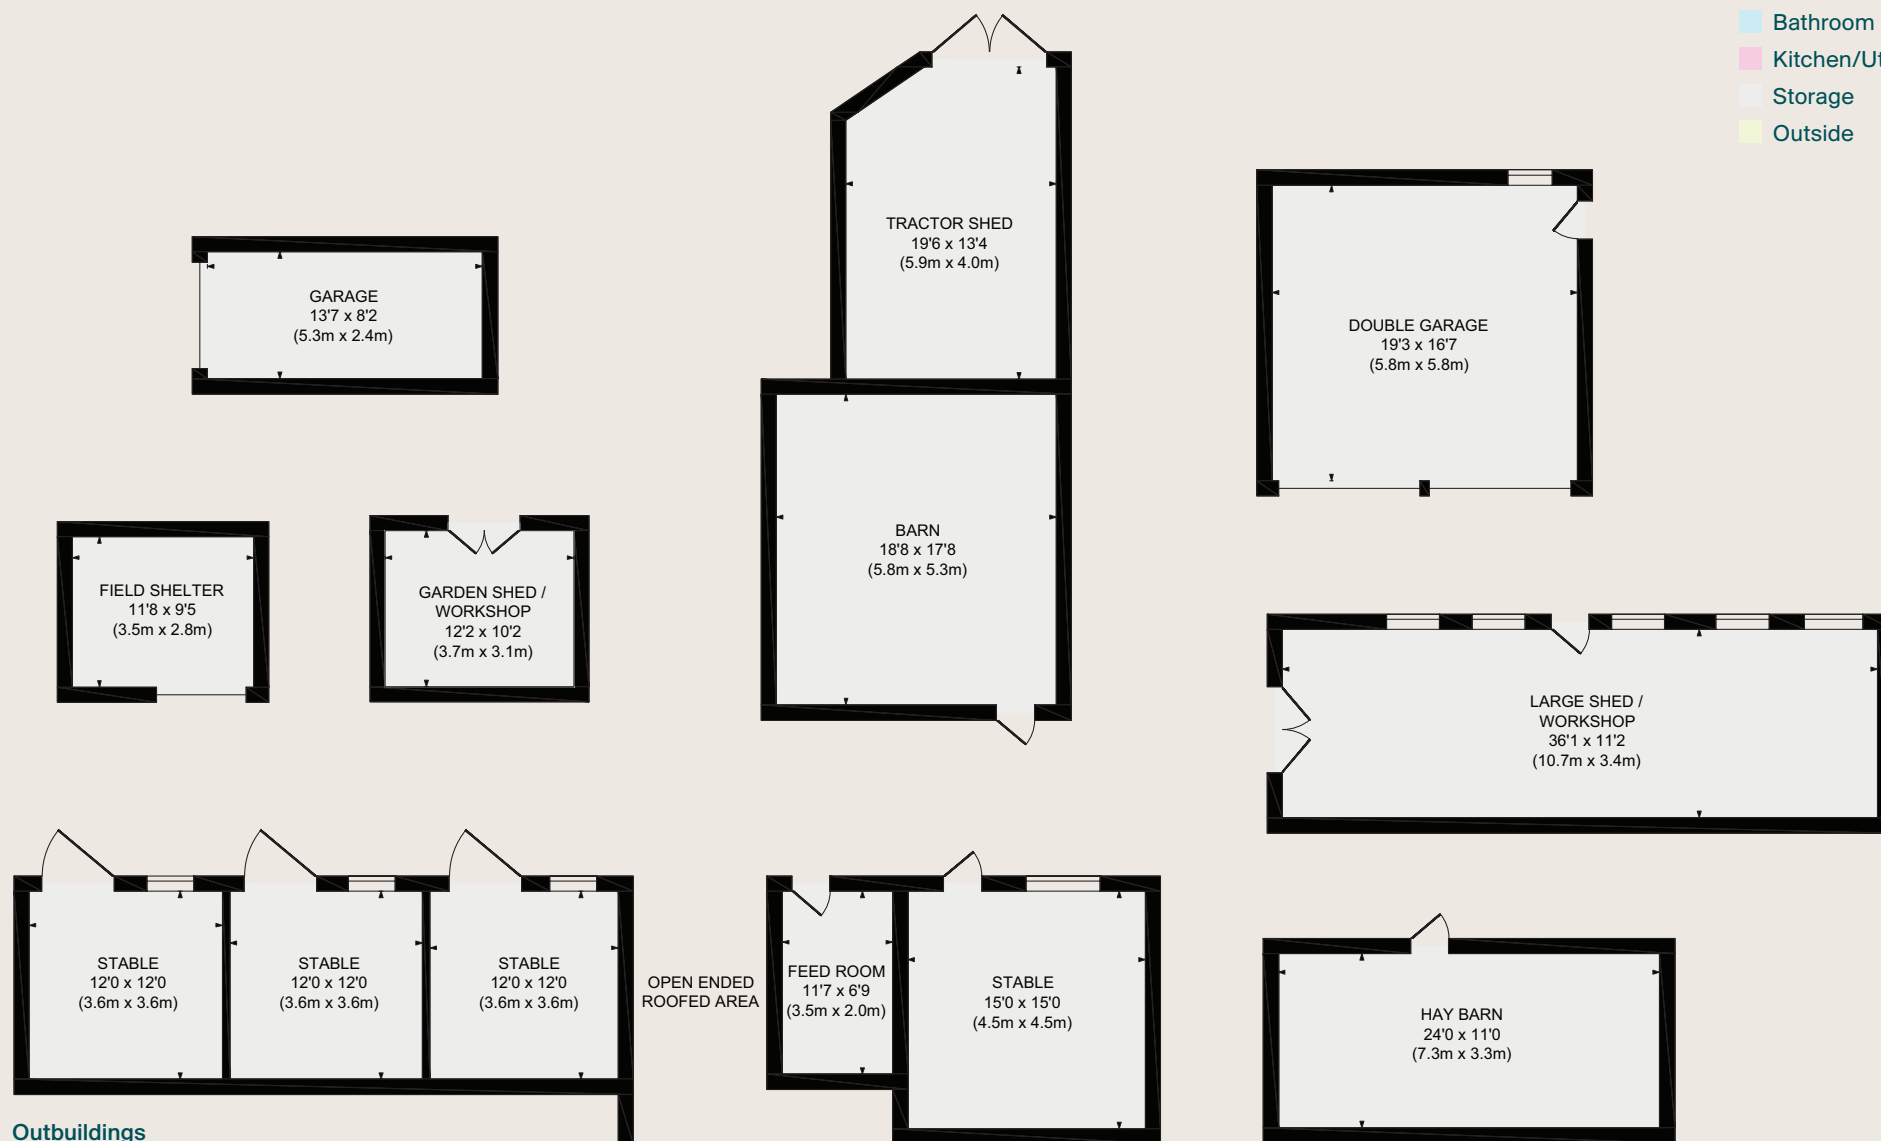 Bathroom
Kitchen/Ut
Storage
Outside
TRACTOR SHED
19'6 x 13'4
(5.9m x 4.0m)
GARAGE
13'7 x 8'2
(5.3m x 2.4m)
DOUBLE GARAGE
19'3 x 16'7
(5.8m x 5.8m)
BARN
18'8 x 17'8
(5.8m x 5.3m)
FIELD SHELTER
11'8 x 9'5
(3.5m x 2.8m)
GARDEN SHED /
WORKSHOP
12'2 x 10'2
(3.7m x 3.1m)
LARGE SHED /
WORKSHOP
36'1 x 11'2
(10.7m x 3.4m)
STABLE
12'0 x 12'0
(3.6m x 3.6m)
STABLE
12'0 x 12'0
(3.6m x 3.6m)
STABLE
12'0 x 12'0
(3.6m x 3.6m)
OPEN ENDED
ROOFED AREA
FEED ROOM
11'7 x 6'9
(3.5m x 2.0m)
STABLE
15'0 x 15'0
(4.5m x 4.5m)
HAY BARN
24'0 x 11'0
(7.3m x 3.3m)
Outbuildings